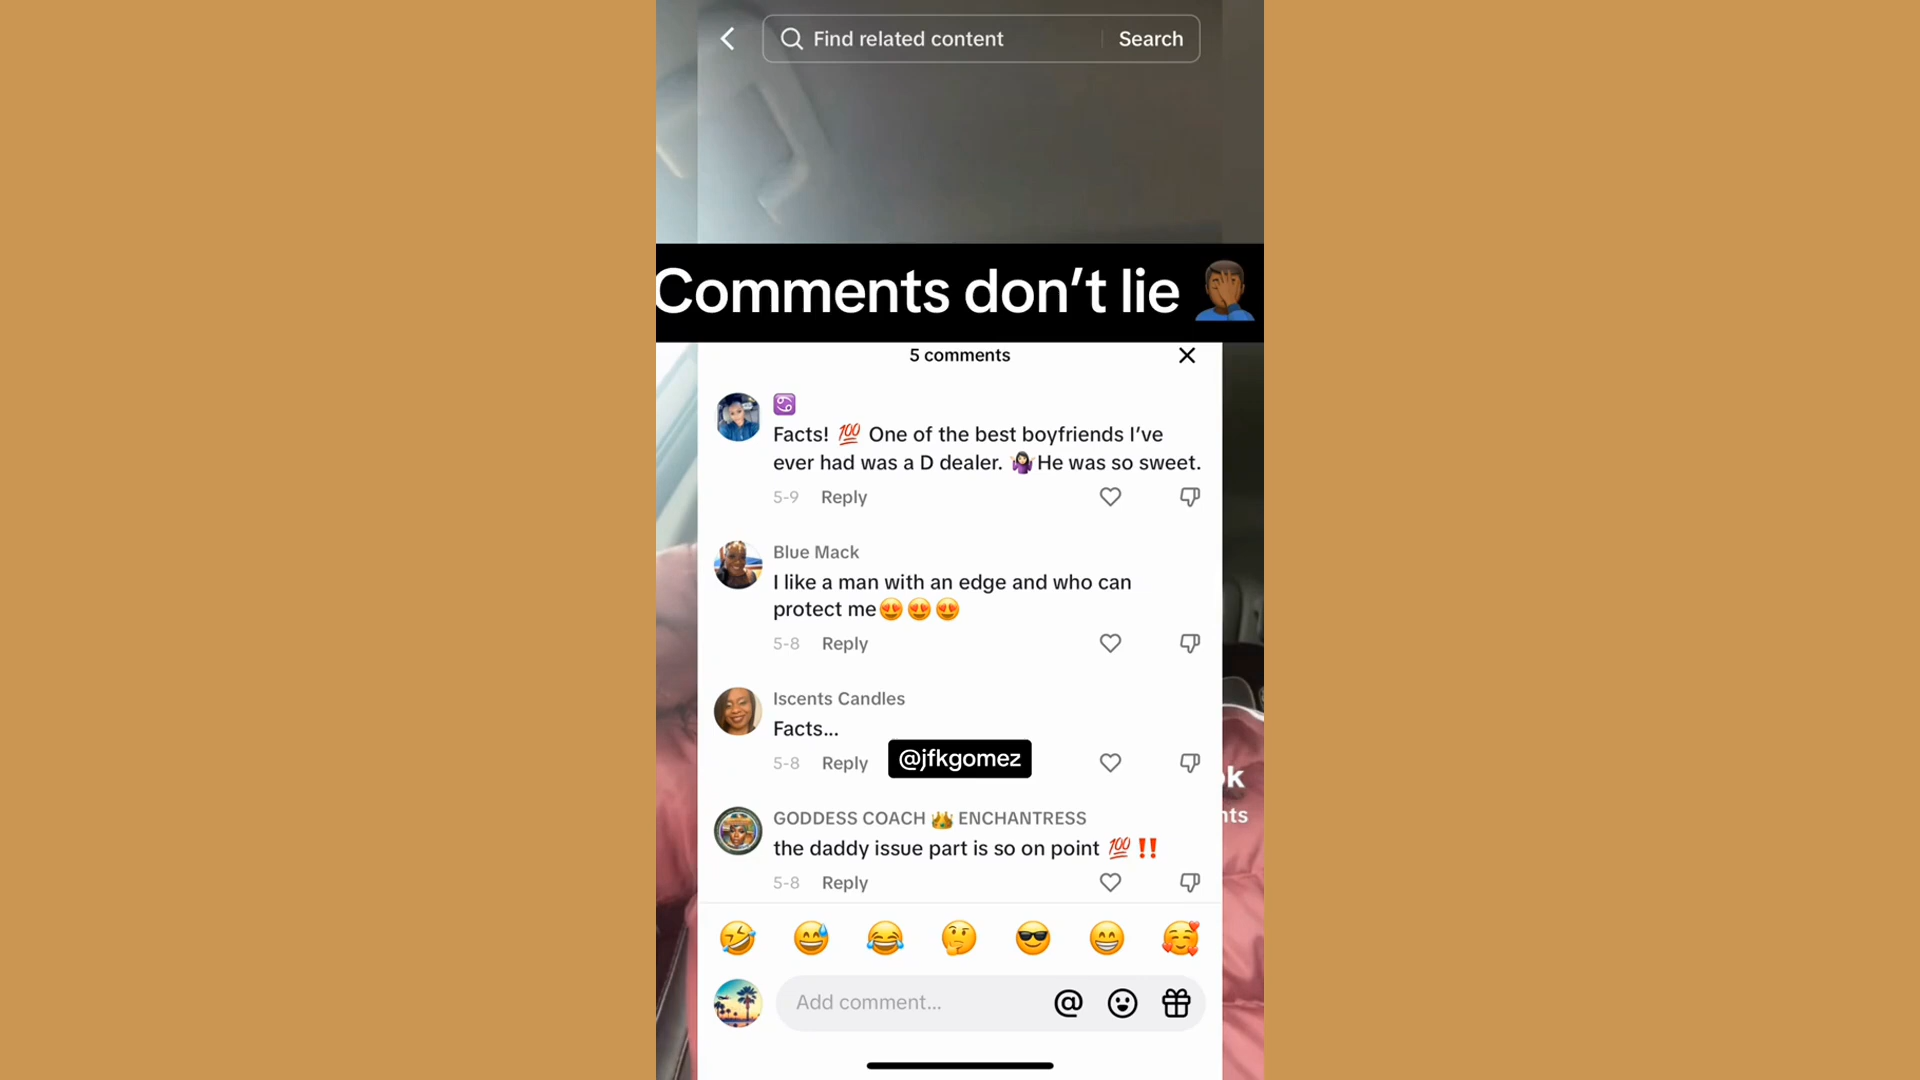 Find related content
Search
Comments don't lie 🤦🏾‍♂️
5 comments
♋
Facts! 💯 One of the best boyfriends I've
ever had was a D dealer. 🤷🏻‍♀️He was so sweet.
5-9 Reply
Blue Mack
I like a man with an edge and who can
protect me😍😍😍
5-8 Reply
Iscents Candles
Facts...
5-8 Reply
@jfkgomez
GODDESS COACH 👑 ENCHANTRESS
the daddy issue part is so on point 💯‼️
5-8 Reply
🤣 😅 😂 🤔 😎 😁 🥰
Add comment...